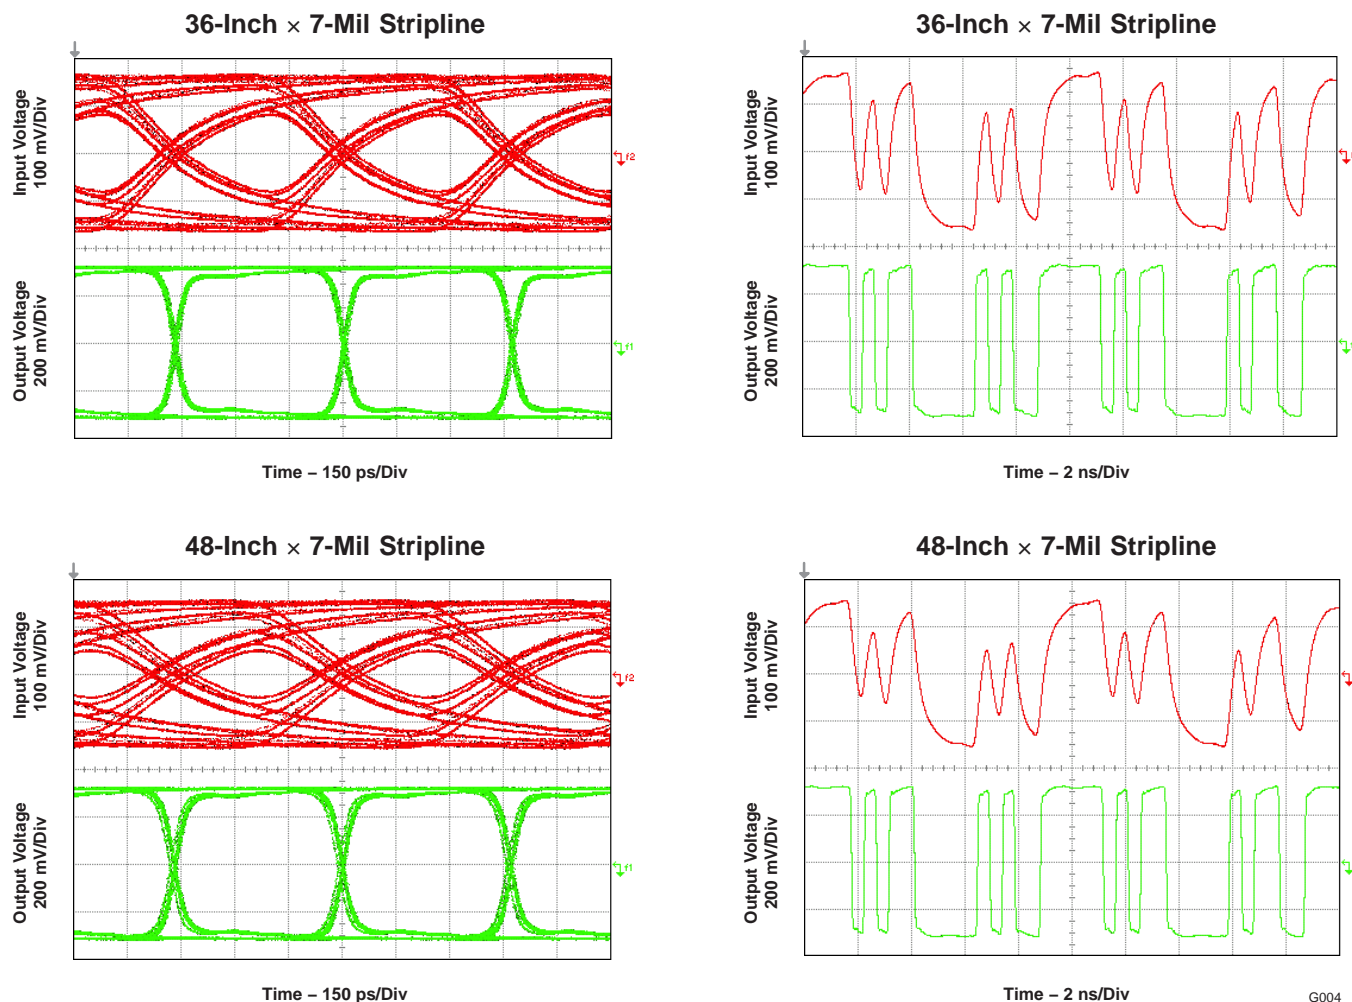 36-Inch × 7-Mil Stripline
Input Voltage
100 mV/Div
f2
Output Voltage
200 mV/Div
f1
Time – 150 ps/Div
36-Inch × 7-Mil Stripline
Input Voltage
100 mV/Div
Output Voltage
200 mV/Div
Time – 2 ns/Div
48-Inch × 7-Mil Stripline
Input Voltage
100 mV/Div
f2
Output Voltage
200 mV/Div
f1
Time – 150 ps/Div
48-Inch × 7-Mil Stripline
Input Voltage
100 mV/Div
Output Voltage
200 mV/Div
Time – 2 ns/Div
G004